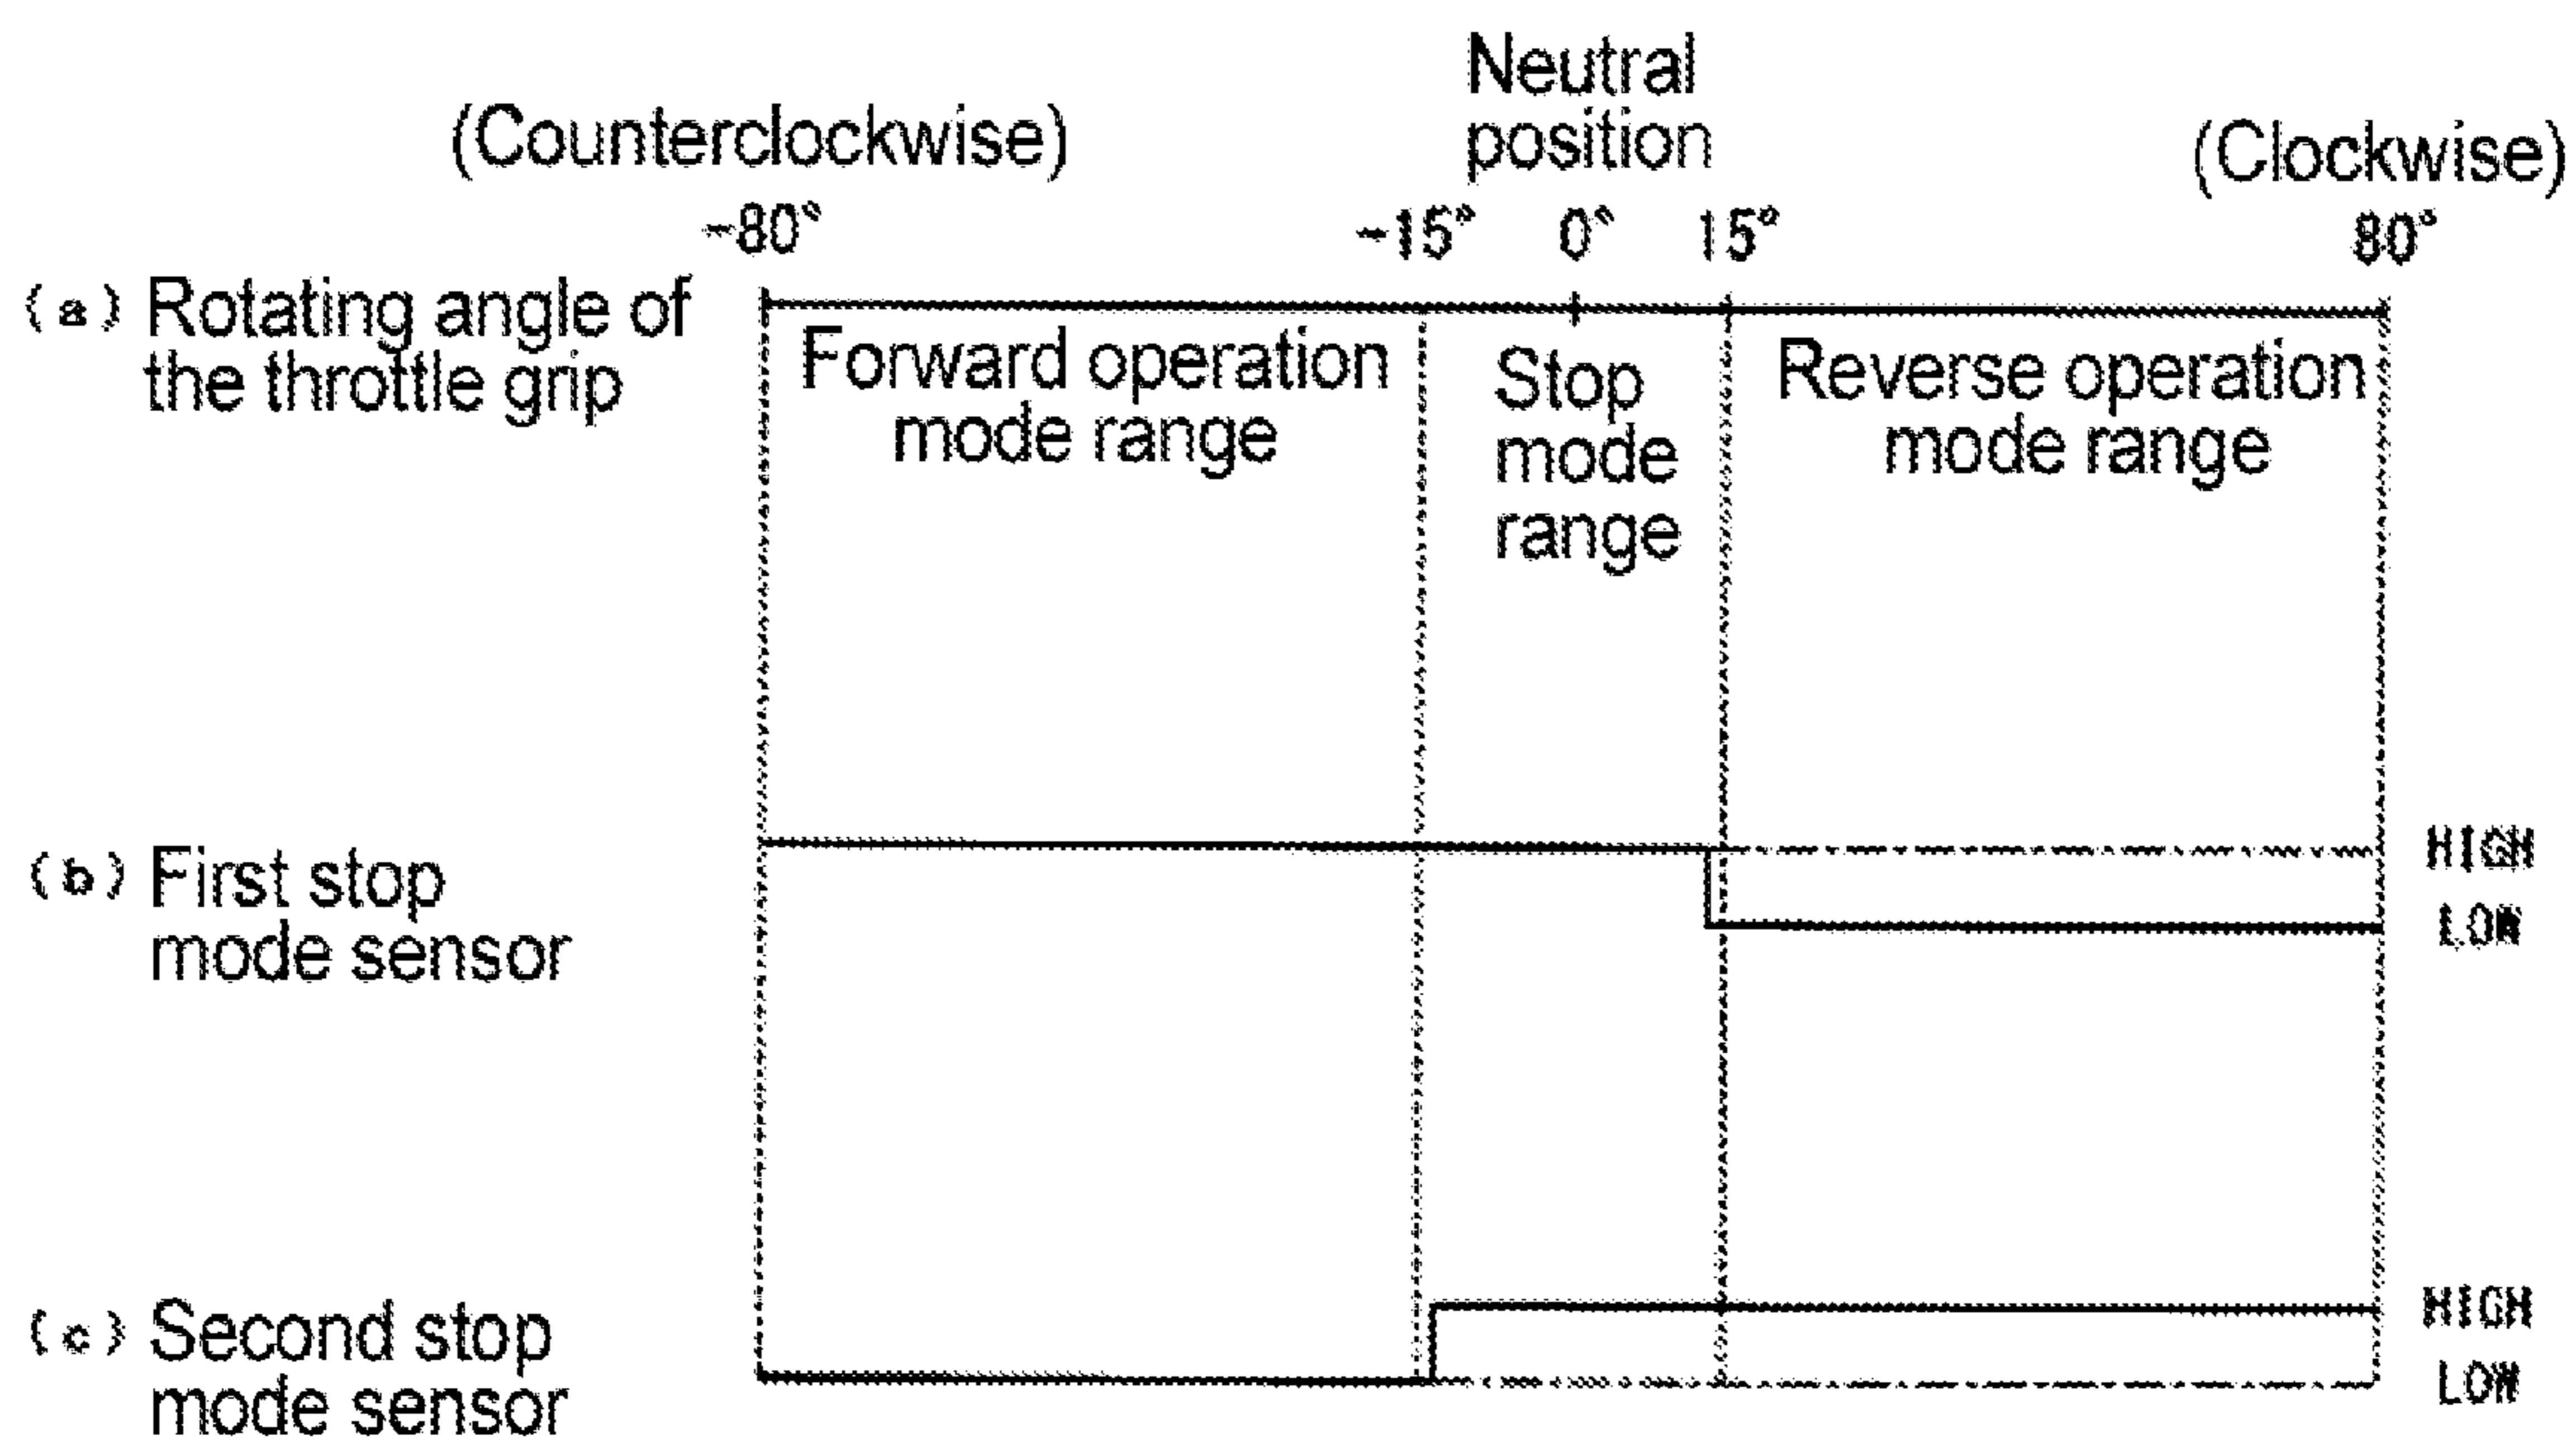 Neutral
position
(Counterclockwise)
(Clockwise)
-80° -15° 0° 15° 80°
(a) Rotating angle of
the throttle grip
Forward operation
mode range
Stop
mode
range
Reverse operation
mode range
(b) First stop
mode sensor
HIGH
LOW
(c) Second stop
mode sensor
HIGH
LOW